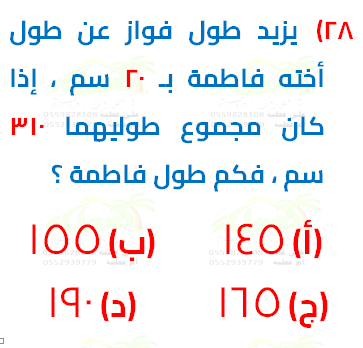 ٢٨) يزيد طول فواز عن طول
أخته فاطمة بـ ٢٠ سم ، إذا
كان مجموع طوليهما ٣١٠
سم ، فكم طول فاطمة ؟
(أ) ١٤٥ (ب) ١٥٥
(ج) ١٦٥ (د) ١٩٠